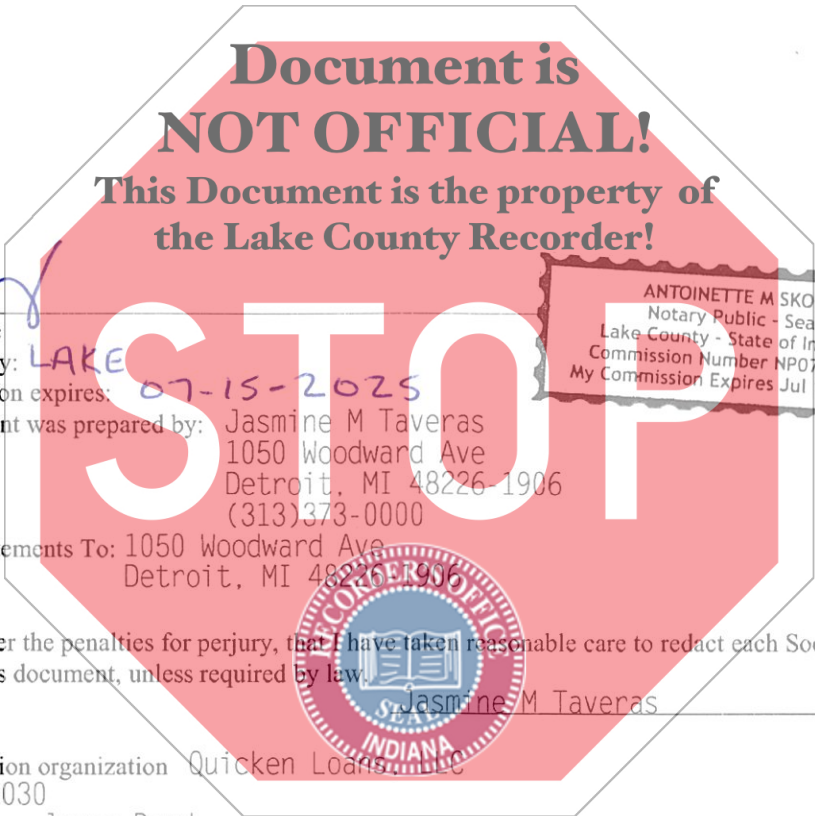 Document is
NOT OFFICIAL!
This Document is the property of
the Lake County Recorder!
STOP
ANTOINETTE M SKO
Notary Public - Sea
Lake County - State of In
Commission Number NP07
My Commission Expires Jul
y: LAKE
on expires: 07-15-2025
nt was prepared by: Jasmine M Taveras
1050 Woodward Ave
Detroit, MI 48226-1906
(313)373-0000
ements To: 1050 Woodward Ave
Detroit, MI 48226-1906
RECORDER'S OFFICE
SEAL
INDIANA
er the penalties for perjury, that I have taken reasonable care to redact each Soc
s document, unless required by law.
Jasmine M Taveras
ion organization Quicken Loans, LLC
030